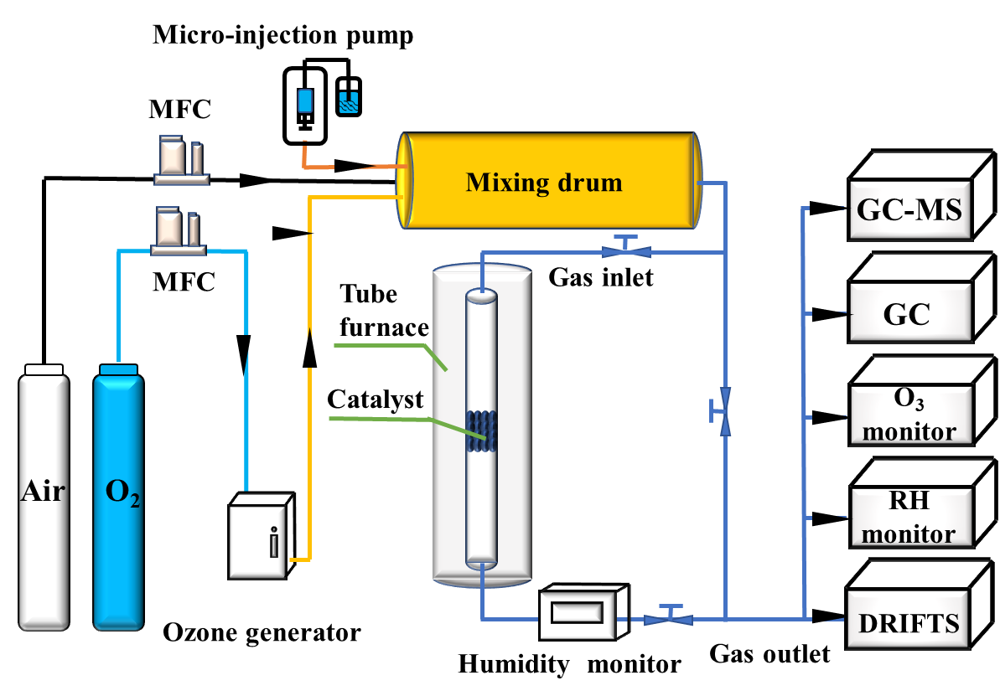 Micro-injection pump
MFC
Mixing drum
MFC
Gas inlet
Tube
furnace
Catalyst
Air
O₂
Ozone generator
Humidity monitor
Gas outlet
GC-MS
GC
O₃
monitor
RH
monitor
DRIFTS